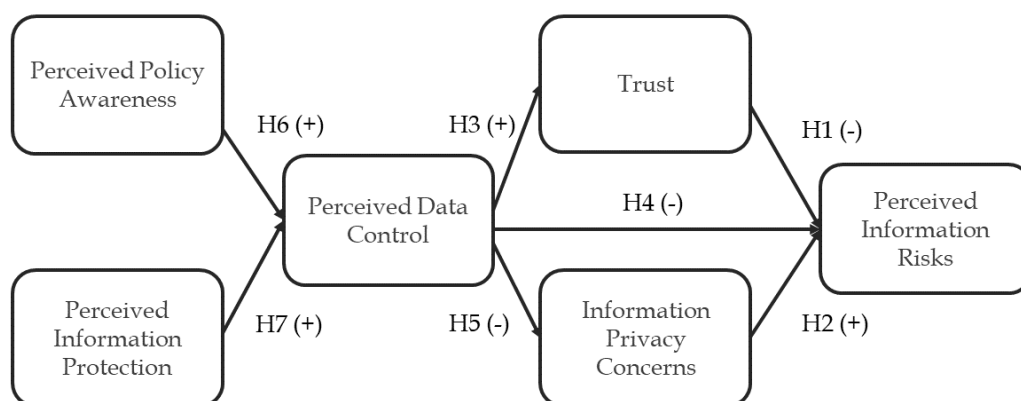 Perceived Policy
Awareness
H6 (+)
Perceived
Information
Protection
H7 (+)
Perceived Data
Control
H3 (+)
Trust
H1 (-)
H4 (-)
H5 (-)
Information
Privacy
Concerns
H2 (+)
Perceived
Information
Risks